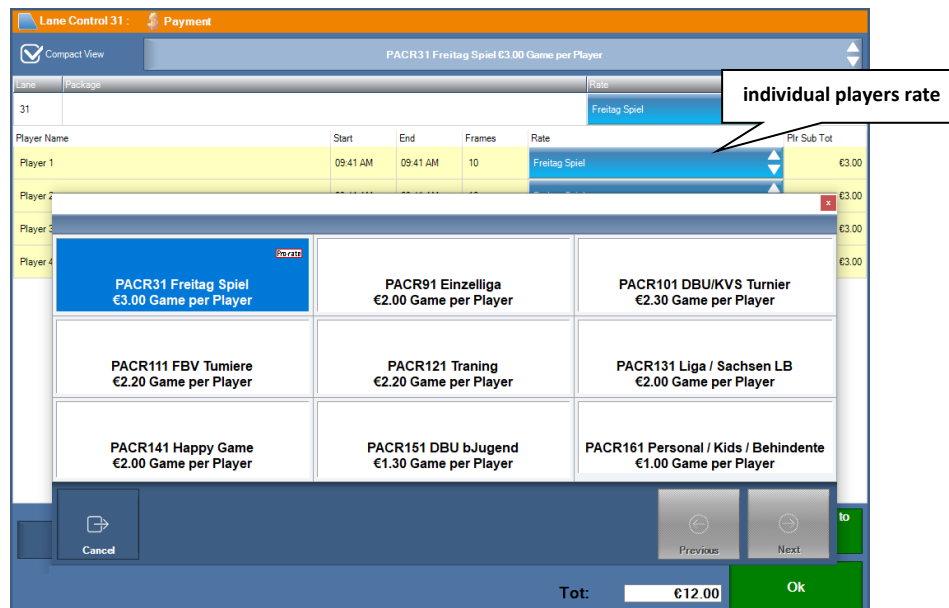 Lane Control 31 : Payment
Compact View
PACR31 Freitag Spiel €3.00 Game per Player
individual players rate
Lane Package Rate
31 Freitag Spiel
Player Name Start End Frames Rate Plr Sub Tot
Player 1 09:41 AM 09:41 AM 10 Freitag Spiel €3.00
Player 2 €3.00
Player 3 €3.00
Player 4 €3.00
x
Pro-rate
PACR31 Freitag Spiel
€3.00 Game per Player
PACR91 Einzelliga
€2.00 Game per Player
PACR101 DBU/KVS Turnier
€2.30 Game per Player
PACR111 FBV Tumiere
€2.20 Game per Player
PACR121 Traning
€2.20 Game per Player
PACR131 Liga / Sachsen LB
€2.00 Game per Player
PACR141 Happy Game
€2.00 Game per Player
PACR151 DBU bJugend
€1.30 Game per Player
PACR161 Personal / Kids / Behindente
€1.00 Game per Player
Cancel
Previous
Next
to
Tot: €12.00
Ok